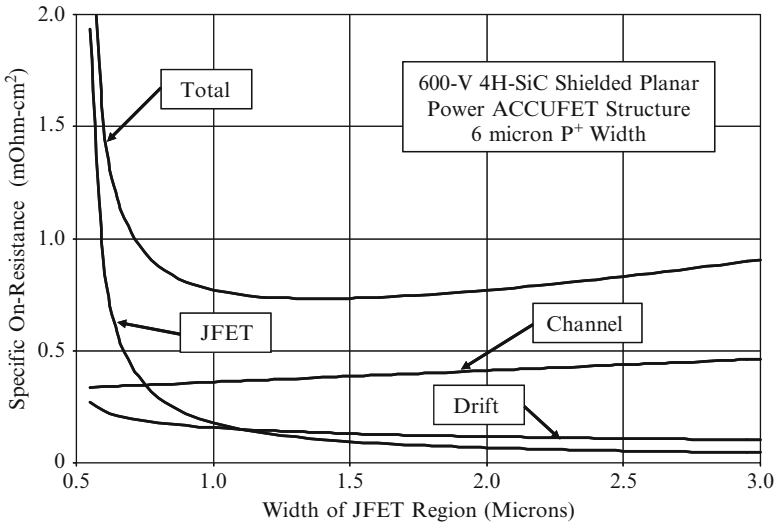 Specific On-Resistance (mOhm-cm²)
2.0
1.5
1.0
0.5
0
Total
600-V 4H-SiC Shielded Planar
Power ACCUFET Structure
6 micron P⁺ Width
JFET
Channel
Drift
0.5 1.0 1.5 2.0 2.5 3.0
Width of JFET Region (Microns)